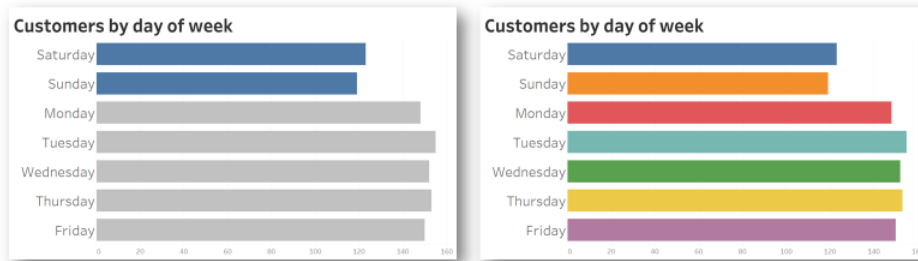 Customers by day of week
Saturday
Sunday
Monday
Tuesday
Wednesday
Thursday
Friday
0 20 40 60 80 100 120 140 160
Customers by day of week
Saturday
Sunday
Monday
Tuesday
Wednesday
Thursday
Friday
0 20 40 60 80 100 120 140